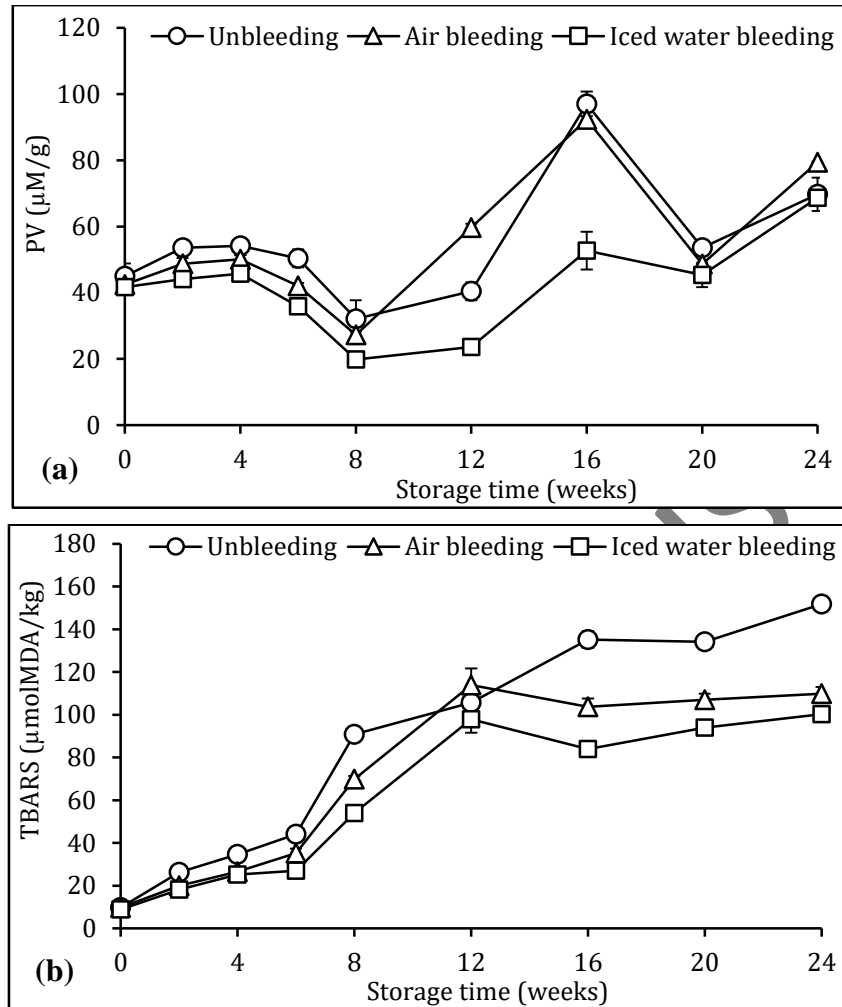 120
Unbleeding Air bleeding Iced water bleeding
100
80
60
40
20
0
PV (μM/g)
0 4 8 12 16 20 24
(a)
Storage time (weeks)
180
Unbleeding Air bleeding Iced water bleeding
160
140
120
100
80
60
40
20
0
TBARS (μmolMDA/kg)
0 4 8 12 16 20 24
(b)
Storage time (weeks)